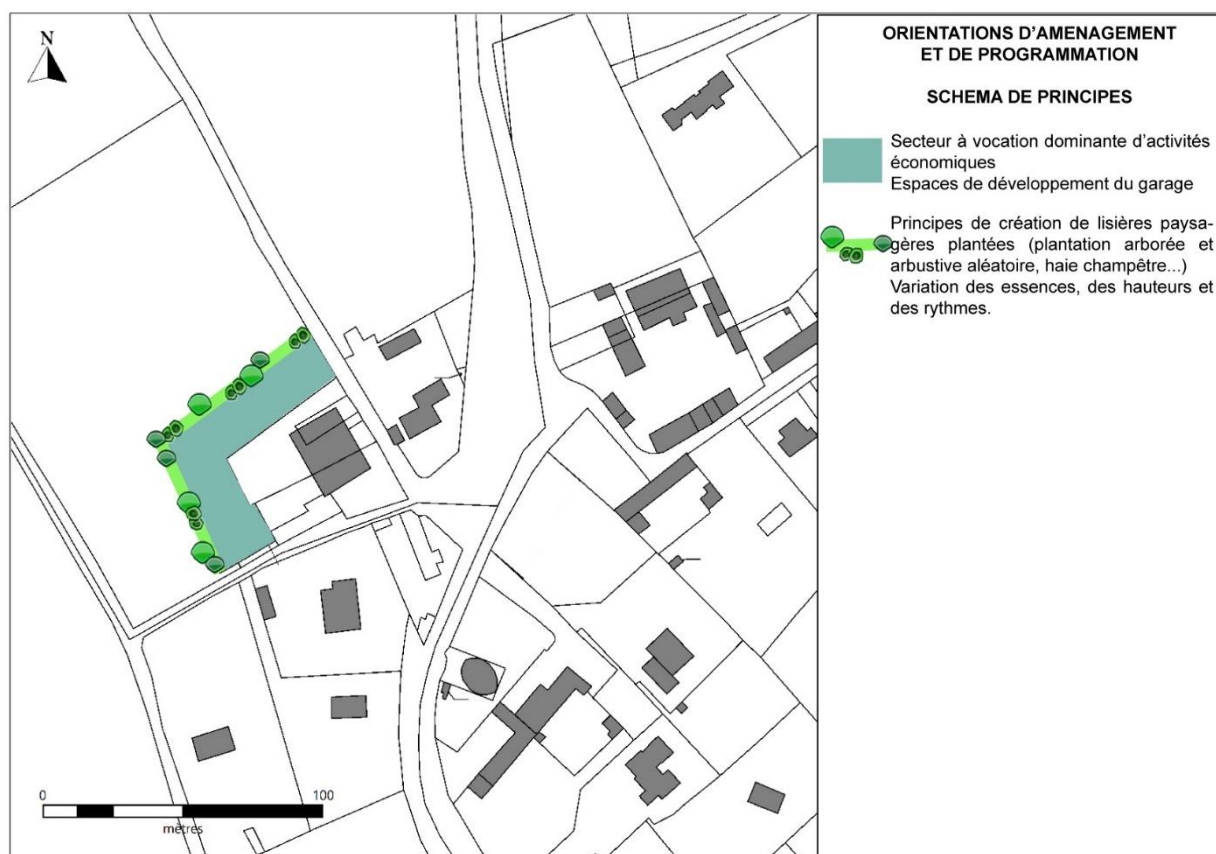 N
ORIENTATIONS D'AMENAGEMENT
ET DE PROGRAMMATION
SCHEMA DE PRINCIPES
Secteur à vocation dominante d'activités
économiques
Espaces de développement du garage
Principes de création de lisières paysa-
gères plantées (plantation arborée et
arbustive aléatoire, haie champêtre...)
Variation des essences, des hauteurs et
des rythmes.
0 100
mètres